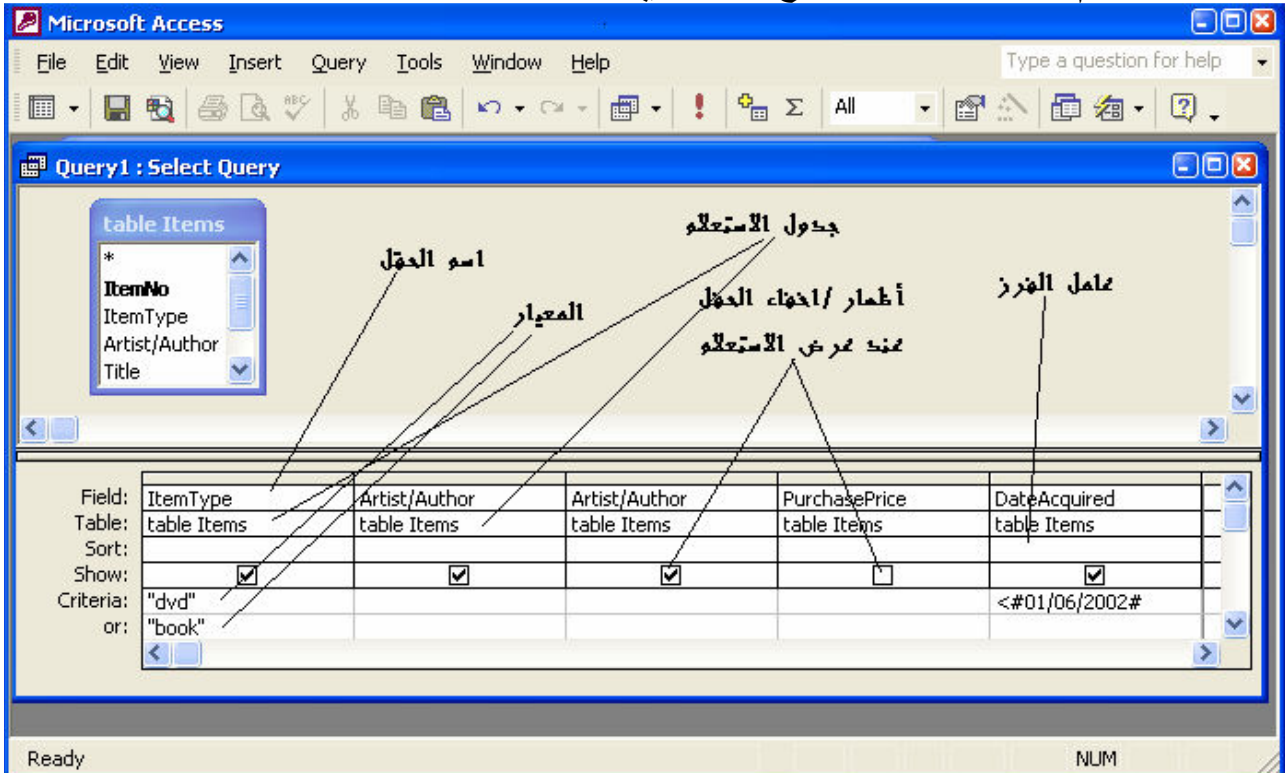 Microsoft Access
File Edit View Insert Query Tools Window Help Type a question for help
ABC Σ All
Query1 : Select Query
table Items
*
ItemNo
ItemType
Artist/Author
Title
جدول الاستعلام
اسم الحقل
المعيار
أظهار /اخفاء الحقل
عند عرض الاستعلام
عامل الفرز
Field: ItemType Artist/Author Artist/Author PurchasePrice DateAcquired
Table: table Items table Items table Items table Items table Items
Sort:
Show:
Criteria: "dvd" <#01/06/2002#
or: "book"
Ready NUM